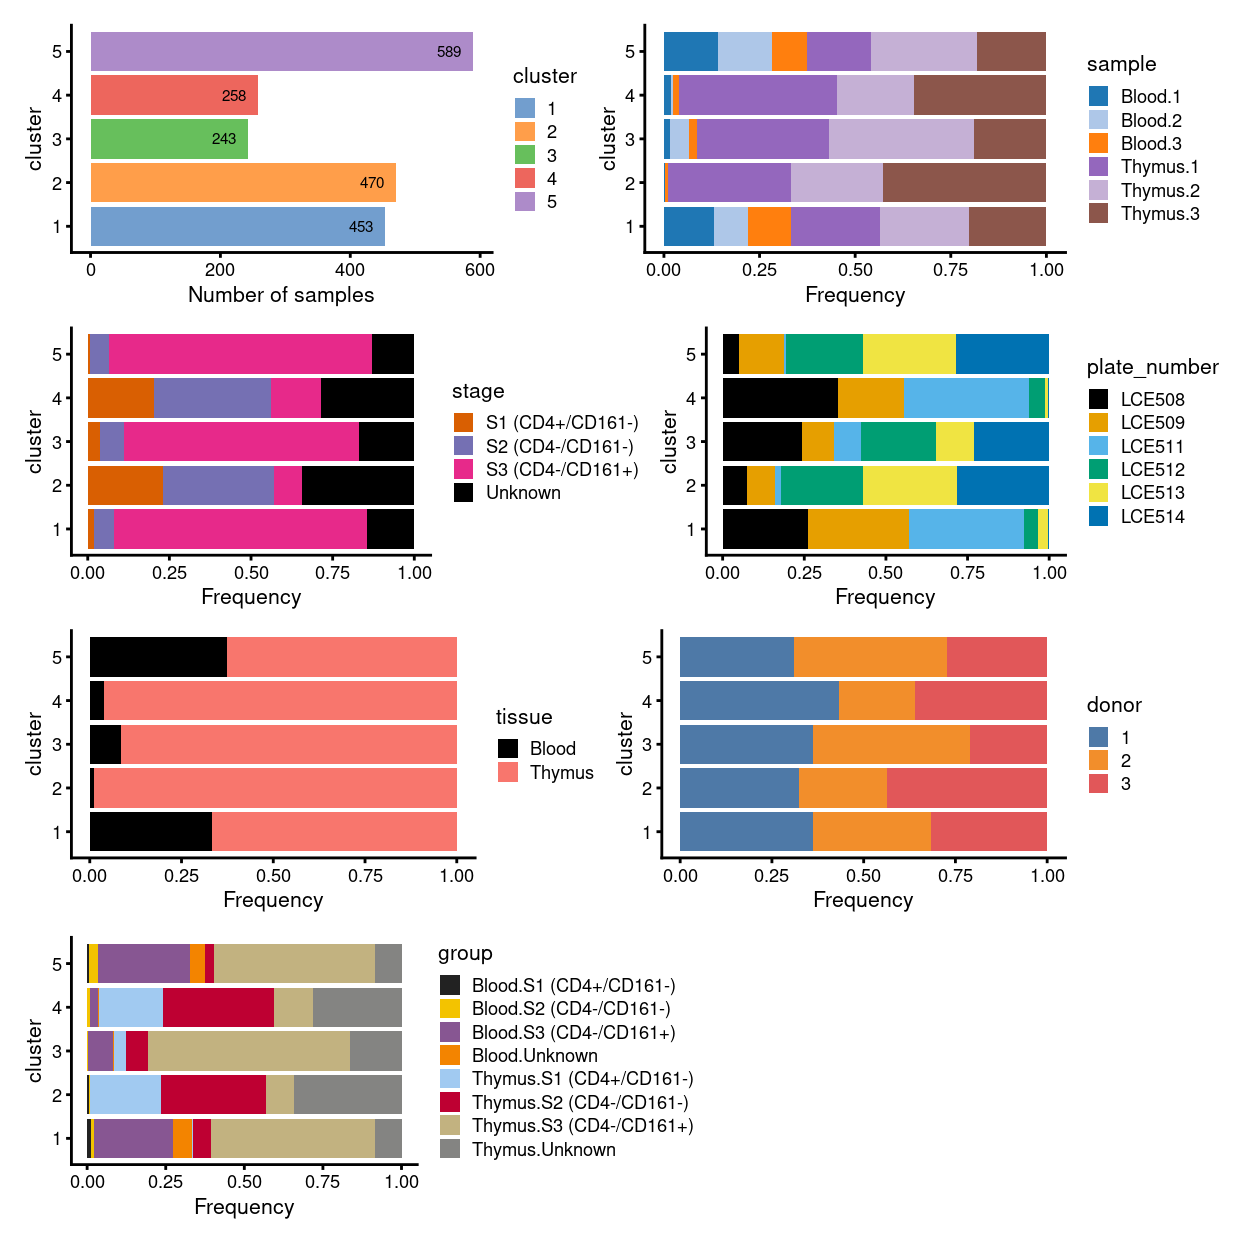 cluster
5
4
3
2
1
589
258
243
470
453
0
200
400
600
Number of samples
cluster
1
2
3
4
5
cluster
5
4
3
2
1
0.00
0.25
0.50
0.75
1.00
Frequency
sample
Blood.1
Blood.2
Blood.3
Thymus.1
Thymus.2
Thymus.3
cluster
5
4
3
2
1
0.00
0.25
0.50
0.75
1.00
Frequency
stage
S1 (CD4+/CD161-)
S2 (CD4-/CD161-)
S3 (CD4-/CD161+)
Unknown
cluster
5
4
3
2
1
0.00
0.25
0.50
0.75
1.00
Frequency
plate_number
LCE508
LCE509
LCE511
LCE512
LCE513
LCE514
cluster
5
4
3
2
1
0.00
0.25
0.50
0.75
1.00
Frequency
tissue
Blood
Thymus
cluster
5
4
3
2
1
0.00
0.25
0.50
0.75
1.00
Frequency
donor
1
2
3
cluster
5
4
3
2
1
0.00
0.25
0.50
0.75
1.00
Frequency
group
Blood.S1 (CD4+/CD161-)
Blood.S2 (CD4-/CD161-)
Blood.S3 (CD4-/CD161+)
Blood.Unknown
Thymus.S1 (CD4+/CD161-)
Thymus.S2 (CD4-/CD161-)
Thymus.S3 (CD4-/CD161+)
Thymus.Unknown